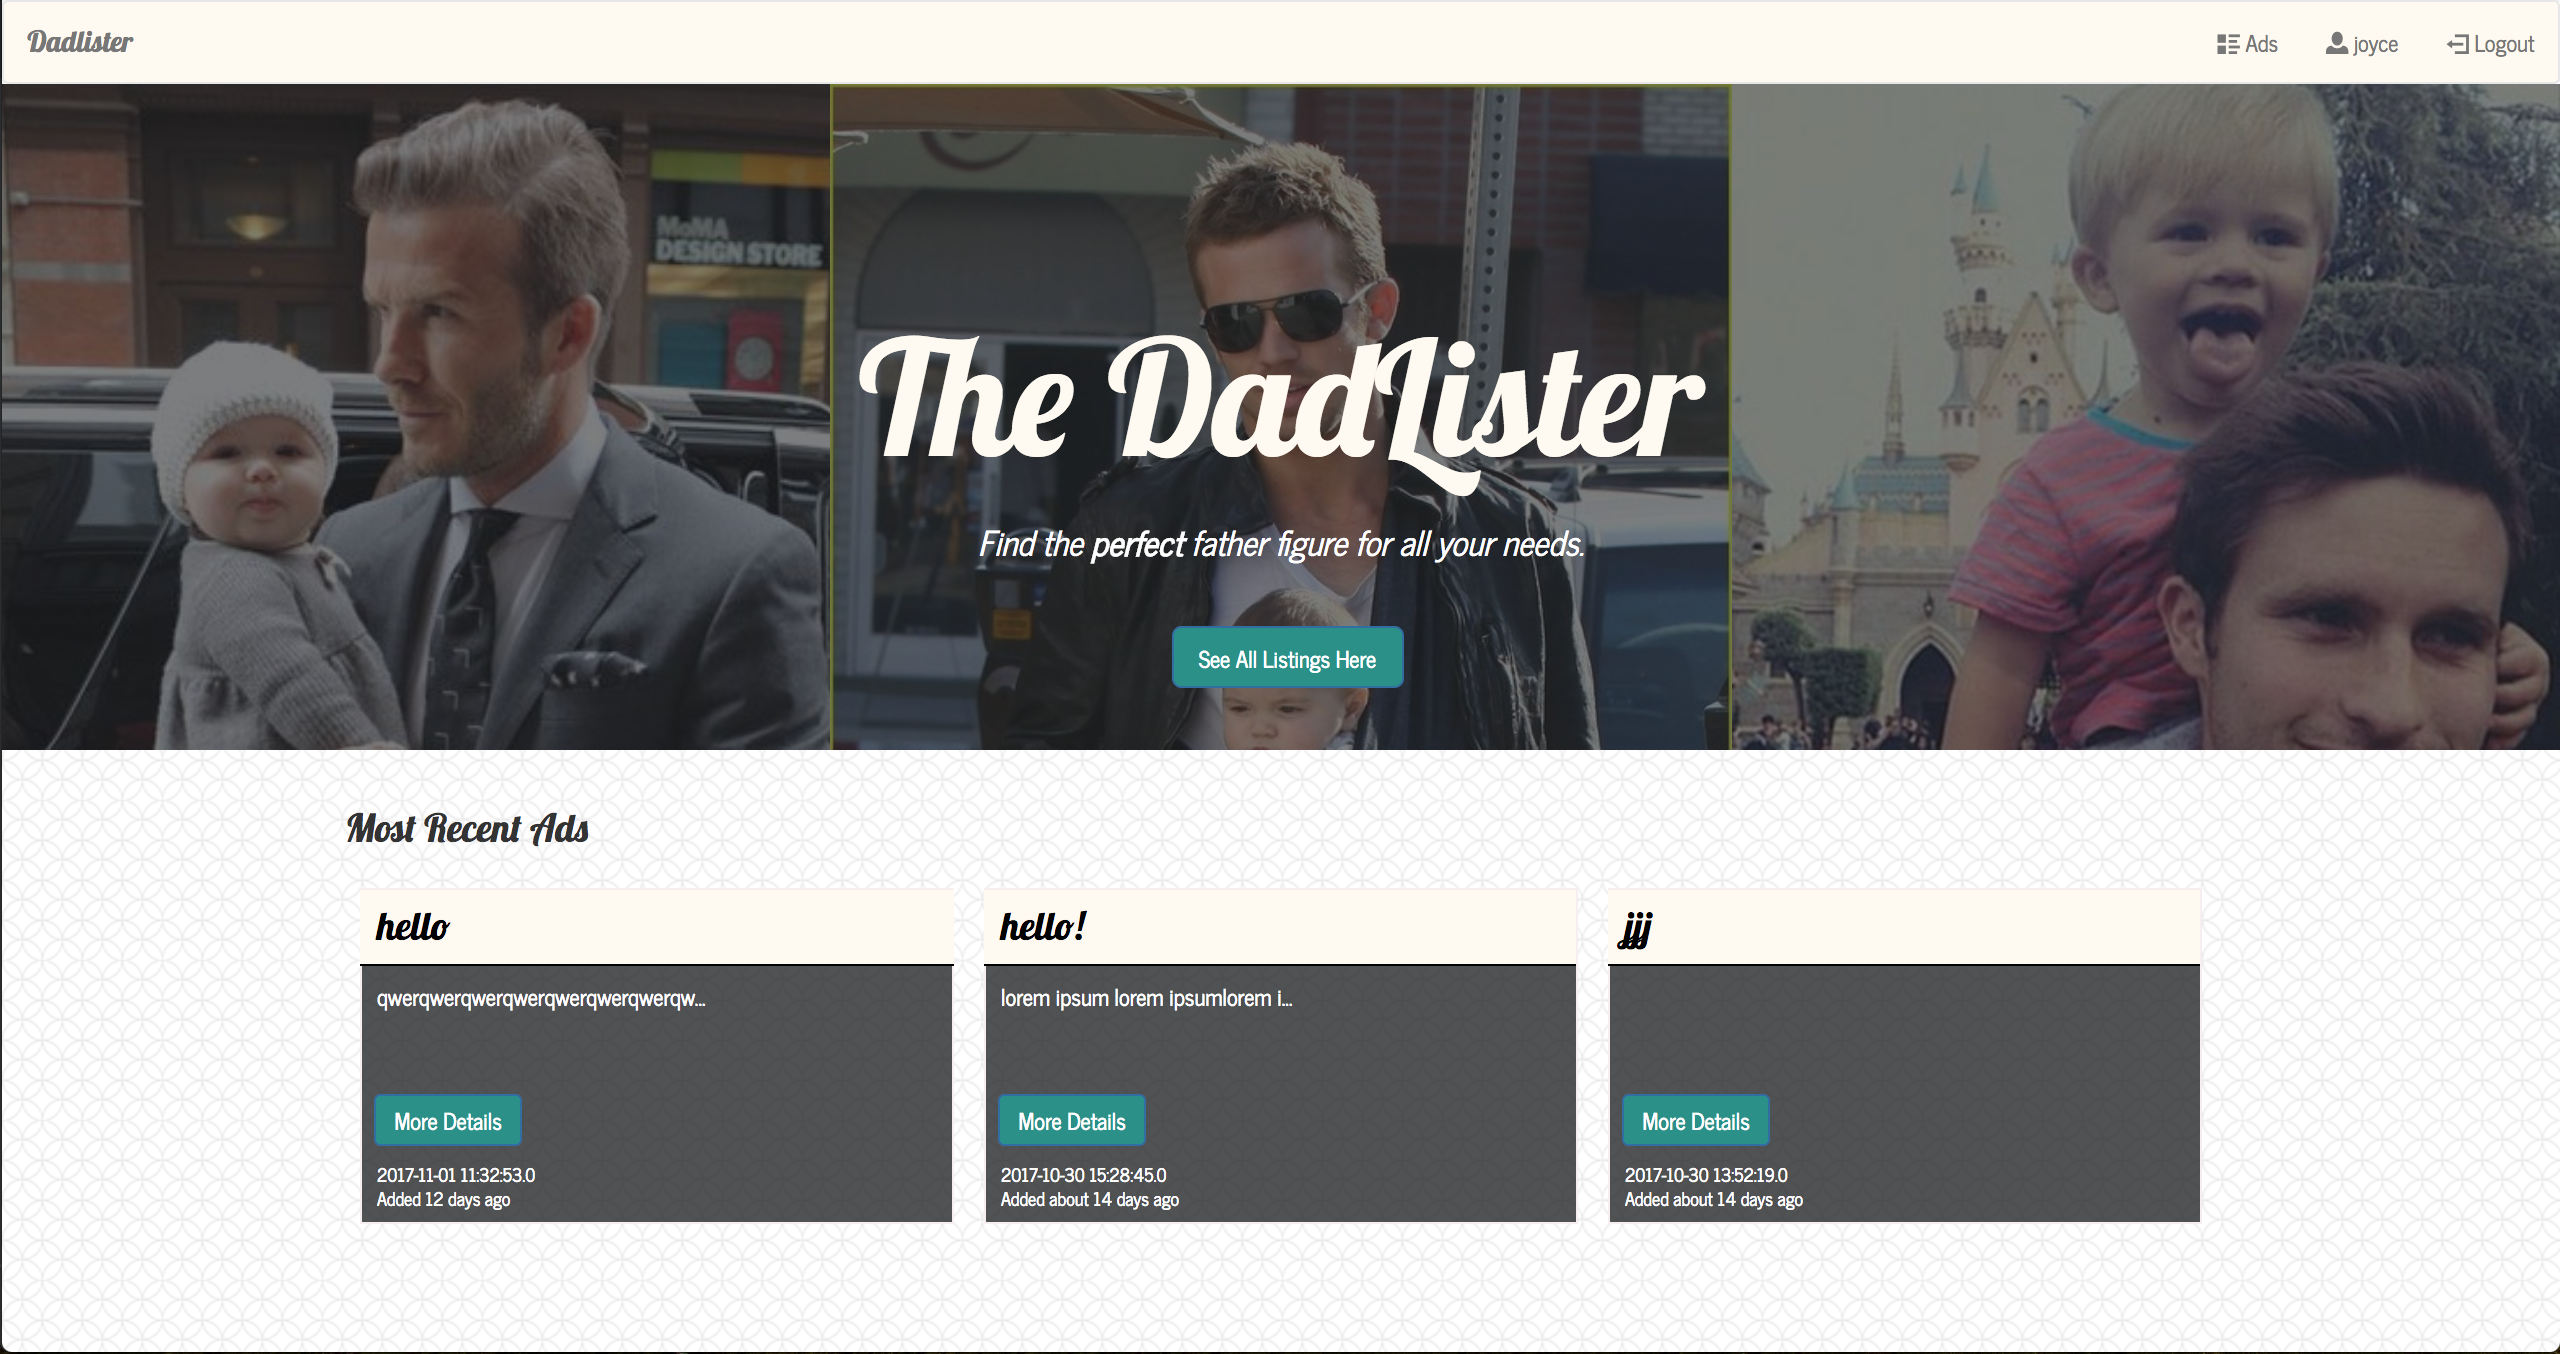 Dadlister
Ads
joyce
Logout
MoMA
DESIGN STORE
The DadLister
Find the perfect father figure for all your needs.
See All Listings Here
Most Recent Ads
hello
qwerqwerqwerqwerqwerqwerqwerqw...
More Details
2017-11-01 11:32:53.0
Added 12 days ago
hello!
lorem ipsum lorem ipsumlorem i...
More Details
2017-10-30 15:28:45.0
Added about 14 days ago
jjj
More Details
2017-10-30 13:52:19.0
Added about 14 days ago